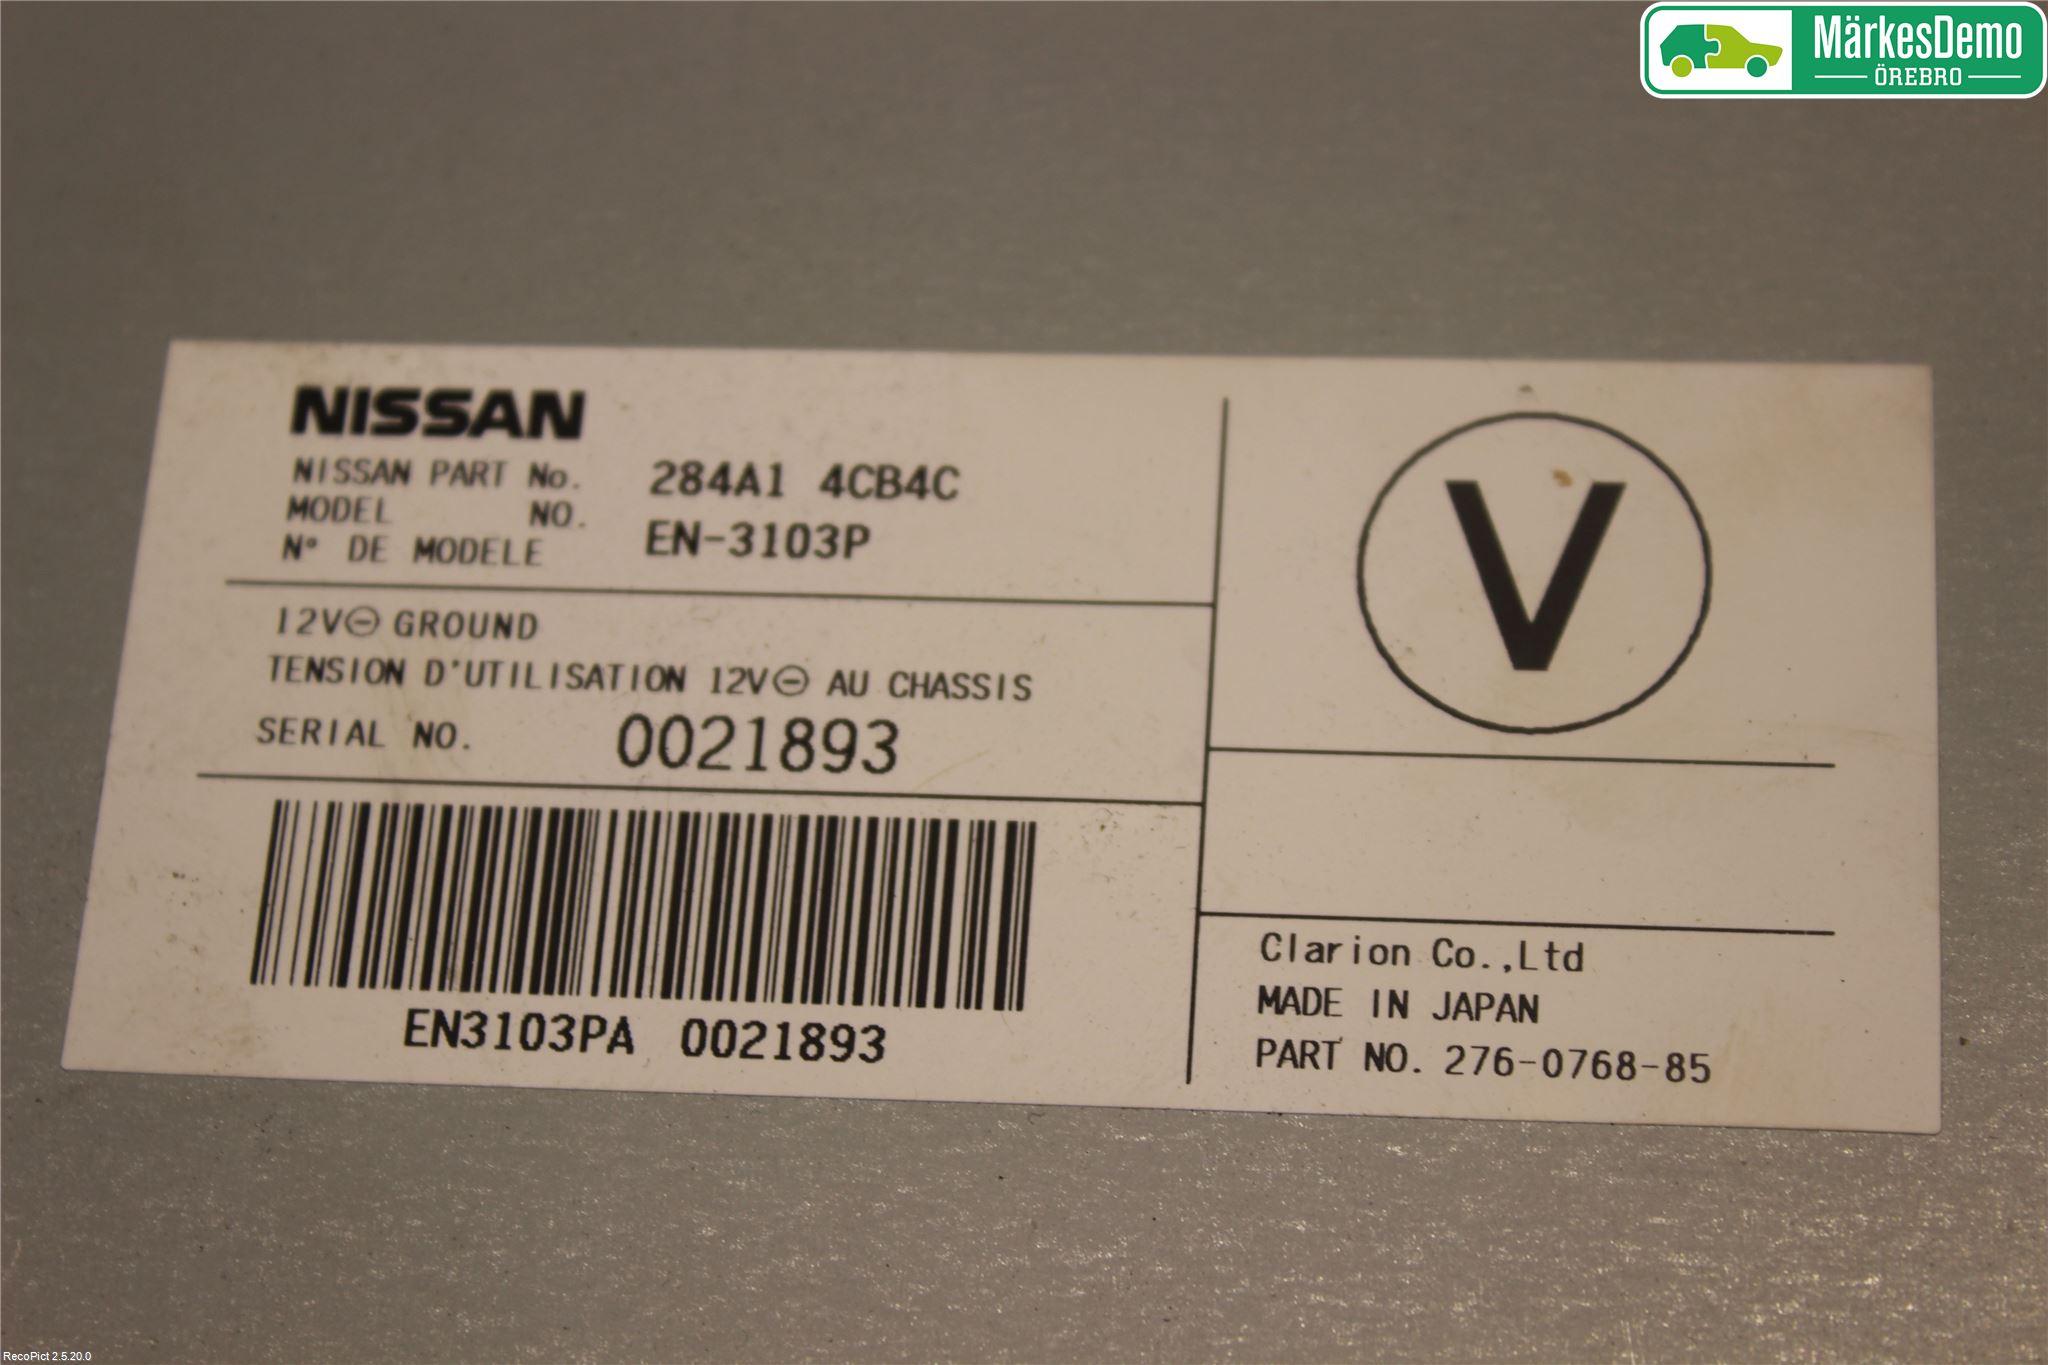 MärkesDemo
ÖREBRO
NISSAN
NISSAN PART No. 284A1 4CB4C
MODEL NO. EN-3103P
N° DE MODELE
12V⊖ GROUND
TENSION D'UTILISATION 12V⊖ AU CHASSIS
SERIAL NO. 0021893
EN3103PA 0021893
V
Clarion Co.,Ltd
MADE IN JAPAN
PART NO. 276-0768-85
RecoPict 2.5.20.0